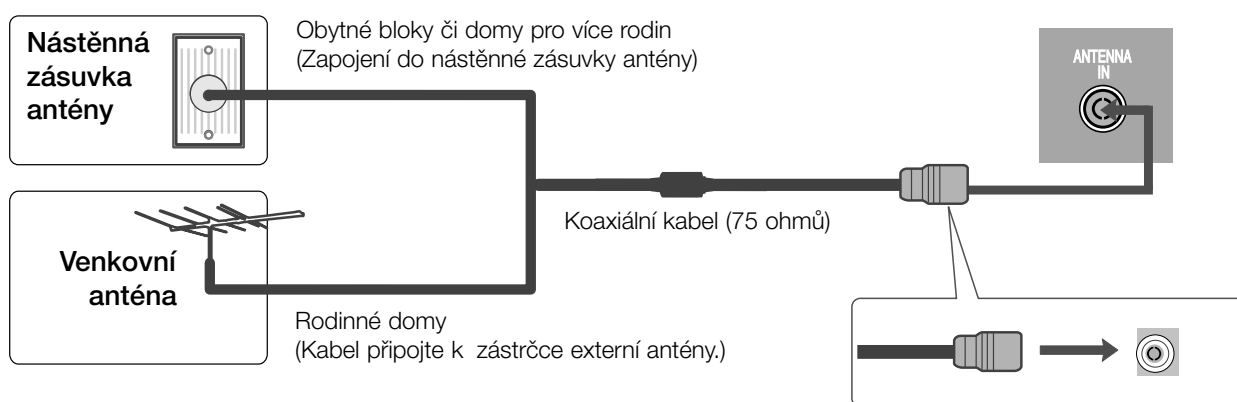 Nástěnná
zásuvka
antény
Obytné bloky či domy pro více rodin
(Zapojení do nástěnné zásuvky antény)
ANTENNA
IN
Koaxiální kabel (75 ohmů)
Venkovní
anténa
Rodinné domy
(Kabel připojte k zástrčce externí antény.)